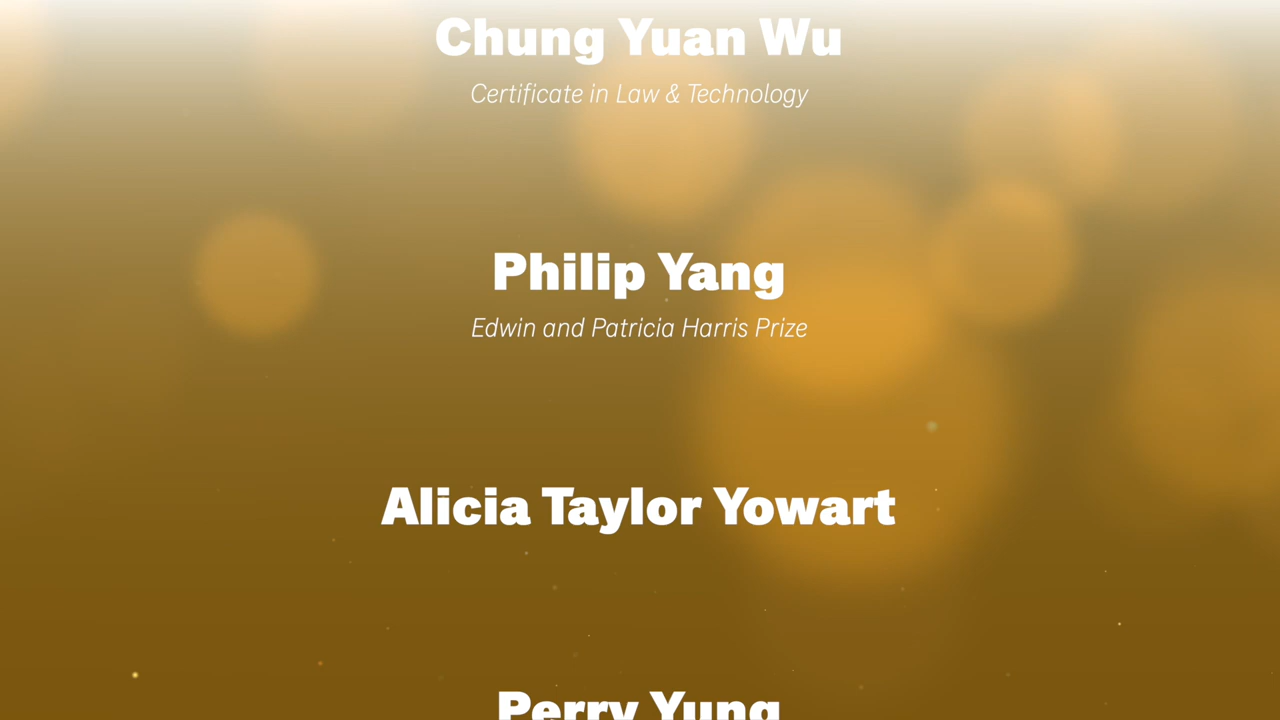 Chung Yuan Wu
Certificate in Law & Technology
Philip Yang
Edwin and Patricia Harris Prize
Alicia Taylor Yowart
Perry Yung